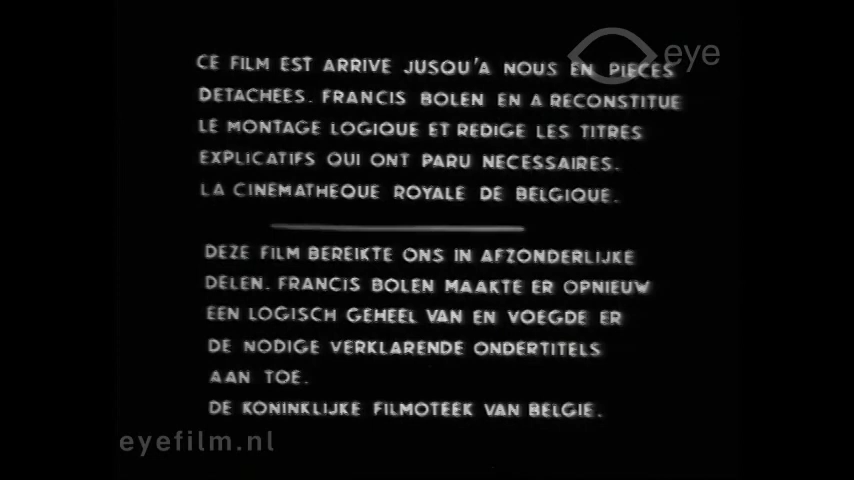 eye
CE FILM EST ARRIVE JUSQU'A NOUS EN PIECES
DETACHEES. FRANCIS BOLEN EN A RECONSTITUE
LE MONTAGE LOGIQUE ET REDIGE LES TITRES
EXPLICATIFS QUI ONT PARU NECESSAIRES.
LA CINEMATHEQUE ROYALE DE BELGIQUE.
DEZE FILM BEREIKTE ONS IN AFZONDERLIJKE
DELEN. FRANCIS BOLEN MAAKTE ER OPNIEUW
EEN LOGISCH GEHEEL VAN EN VOEGDE ER
DE NODIGE VERKLARENDE ONDERTITELS
AAN TOE.
DE KONINKLIJKE FILMOTEEK VAN BELGIE.
eyefilm.nl